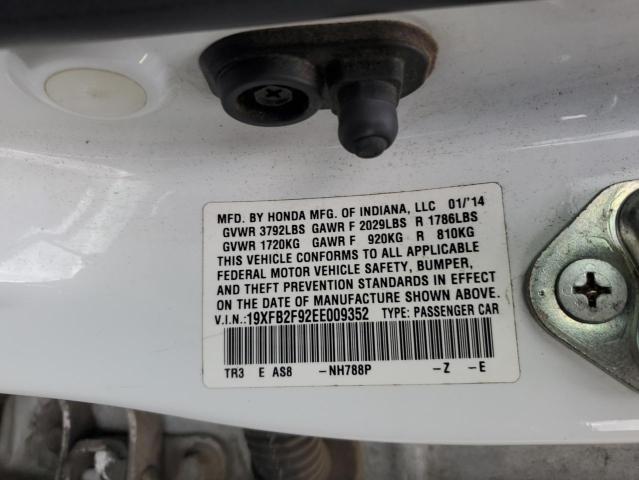 MFD. BY HONDA MFG. OF INDIANA, LLC 01/'14
GVWR 3792LBS GAWR F 2029LBS R 1786LBS
GVWR 1720KG GAWR F 920KG R 810KG
THIS VEHICLE CONFORMS TO ALL APPLICABLE
FEDERAL MOTOR VEHICLE SAFETY, BUMPER,
AND THEFT PREVENTION STANDARDS IN EFFECT
ON THE DATE OF MANUFACTURE SHOWN ABOVE.
V.I.N.:19XFB2F92EE009352 TYPE: PASSENGER CAR
TR3 E AS8 -NH788P -Z -E